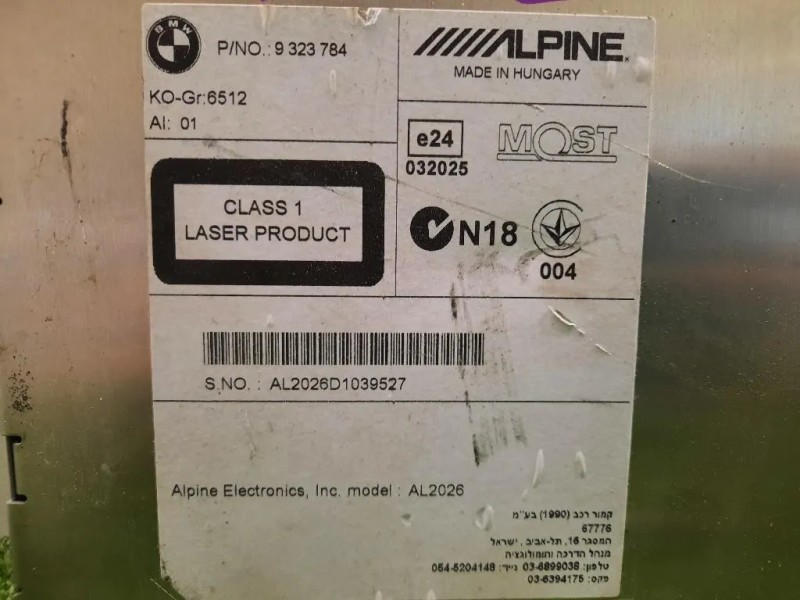 BMW
P/NO.: 9 323 784
ALPINE
MADE IN HUNGARY
KO-Gr:6512
AI: 01
e24
032025
MOST
CLASS 1
LASER PRODUCT
N18
004
S.NO. : AL2026D1039527
Alpine Electronics, Inc. model : AL2026
קמור רכב (1990) בע"מ
67776
המסגר 16, תל-אביב, ישראל
מנהל הדרכה והומולוגציה
טלפון: 03-6899038 נייד: 054-5204148
פקס: 03-6394175